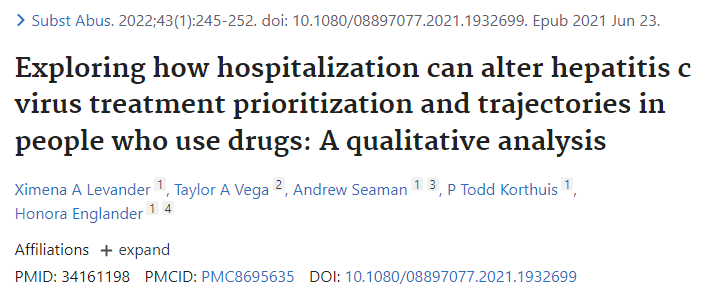 > Subst Abus. 2022;43(1):245-252. doi: 10.1080/08897077.2021.1932699. Epub 2021 Jun 23.
Exploring how hospitalization can alter hepatitis c
virus treatment prioritization and trajectories in
people who use drugs: A qualitative analysis
Ximena A Levander 1, Taylor A Vega 2, Andrew Seaman 1 3, P Todd Korthuis 1,
Honora Englander 1 4
Affiliations + expand
PMID: 34161198 PMCID: PMC8695635 DOI: 10.1080/08897077.2021.1932699